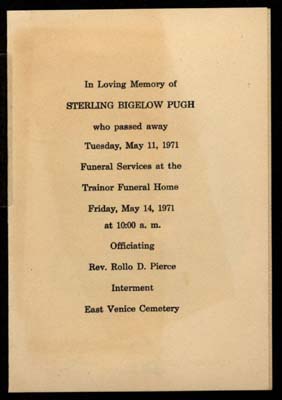 In Loving Memory of
STERLING BIGELOW PUGH
who passed away
Tuesday, May 11, 1971
Funeral Services at the
Trainor Funeral Home
Friday, May 14, 1971
at 10:00 a. m.
Officiating
Rev. Rollo D. Pierce
Interment
East Venice Cemetery